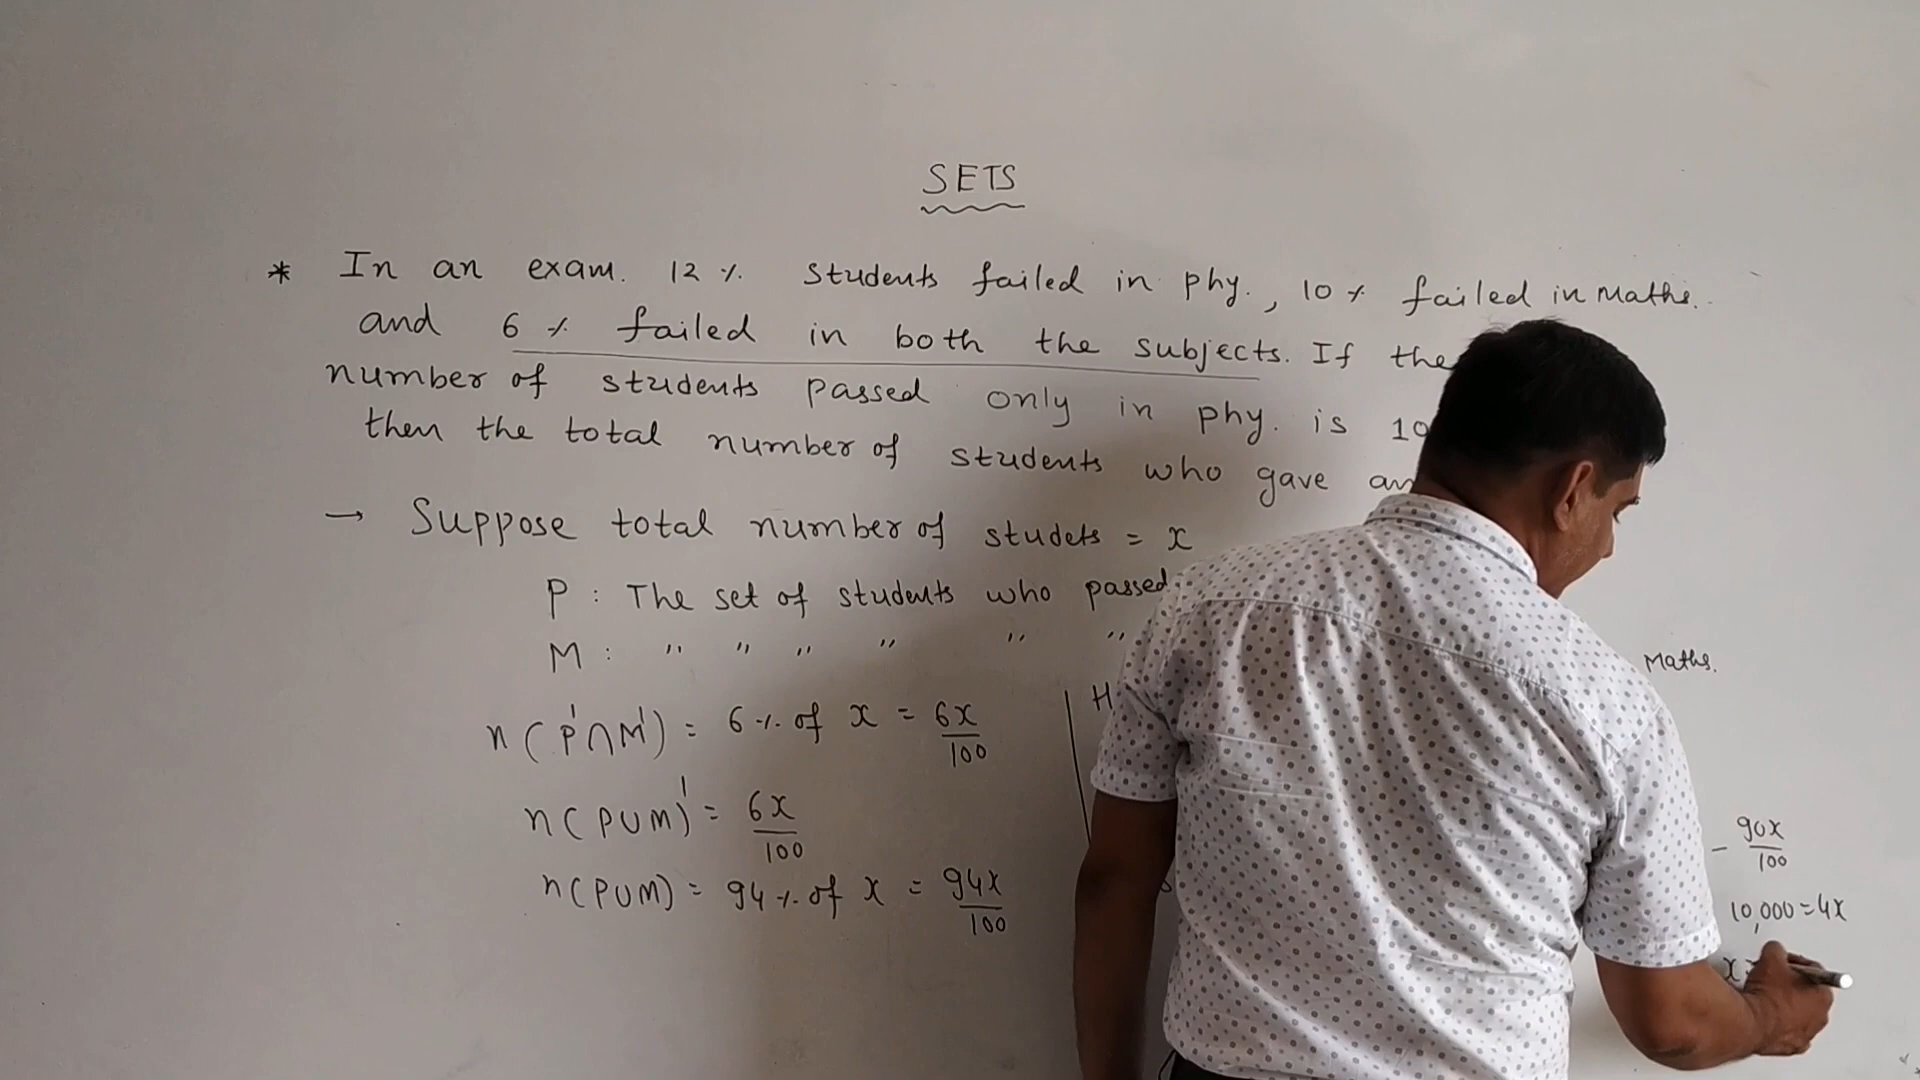 SETS
* In an exam. 12 % students failed in phy., 10 % failed in Maths.
and 6 % failed in both the subjects. If the
number of students passed only in phy. is 10
then the total number of students who gave
→ Suppose total number of studets = x
P : The set of students who passed
M : " " " " " " Maths.
n(P'∩M') = 6 % of x = 6x/100
n(PUM)' = 6x/100
n(PUM) = 94 % of x = 94x/100
H
- 90x/100
10,000 = 4x
x